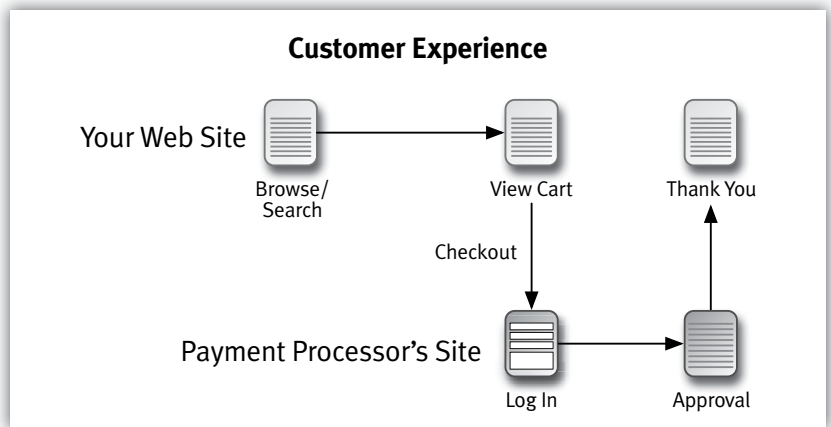 Customer Experience
Your Web Site
Browse/
Search
View Cart
Thank You
Checkout
Payment Processor’s Site
Log In
Approval